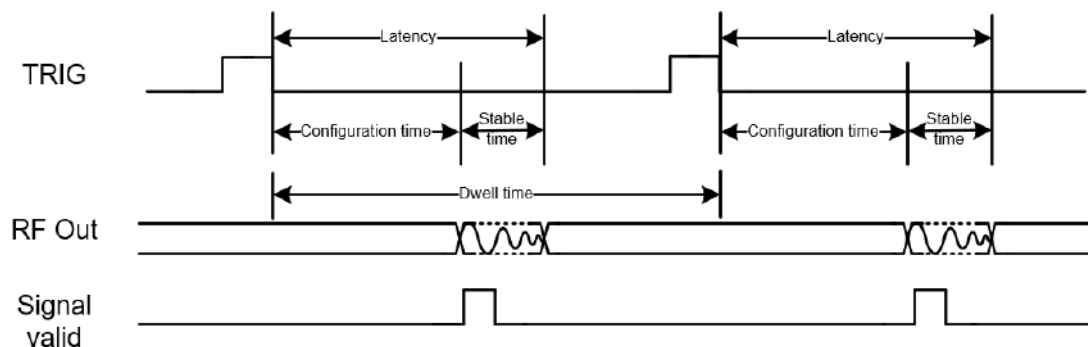 Latency
Latency
TRIG
Configuration time
Stable
time
Configuration time
Stable
time
Dwell time
RF Out
Signal
valid